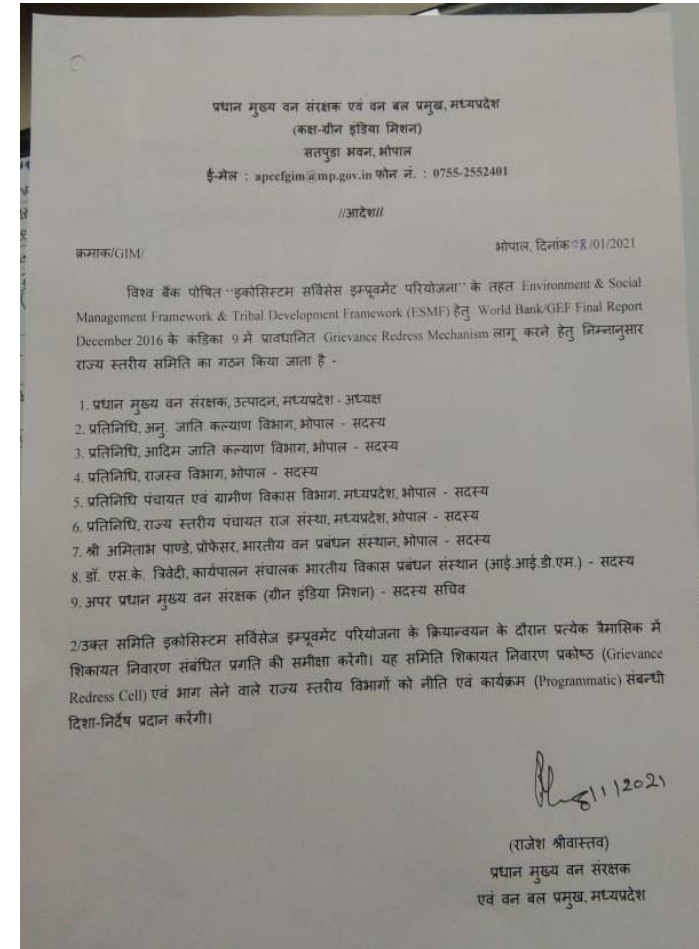 प्रधान मुख्य वन संरक्षक एवं वन बल प्रमुख, मध्यप्रदेश
(कक्ष-ग्रीन इंडिया मिशन)
सतपुडा भवन, भोपाल
ई-मेल : apccfgim@mp.gov.in फोन नं. : 0755-2552401
//आदेश//
क्रमाक/GIM/
भोपाल, दिनांक 08/01/2021
विश्व बैंक पोषित "इकोसिस्टम सर्विसेस इम्प्रूवमेंट परियोजना" के तहत Environment & Social
Management Framework & Tribal Development Framework (ESMF) हेतु World Bank/GEF Final Report
December 2016 के कंडिका 9 में प्रावधानित Grievance Redress Mechanism लागू करने हेतु निम्नानुसार
राज्य स्तरीय समिति का गठन किया जाता है -
1. प्रधान मुख्य वन संरक्षक, उत्पादन, मध्यप्रदेश - अध्यक्ष
2. प्रतिनिधि, अनु. जाति कल्याण विभाग, भोपाल - सदस्य
3. प्रतिनिधि, आदिम जाति कल्याण विभाग, भोपाल - सदस्य
4. प्रतिनिधि, राजस्व विभाग, भोपाल - सदस्य
5. प्रतिनिधि पंचायत एवं ग्रामीण विकास विभाग, मध्यप्रदेश, भोपाल - सदस्य
6. प्रतिनिधि, राज्य स्तरीय पंचायत राज संस्था, मध्यप्रदेश, भोपाल - सदस्य
7. श्री अमिताभ पाण्डे, प्रोफेसर, भारतीय वन प्रबंधन संस्थान, भोपाल - सदस्य
8. डॉ. एस.के. त्रिवेदी, कार्यपालन संचालक भारतीय विकास प्रबंधन संस्थान (आई.आई.डी.एम.) - सदस्य
9. अपर प्रधान मुख्य वन संरक्षक (ग्रीन इंडिया मिशन) - सदस्य सचिव
2/उक्त समिति इकोसिस्टम सर्विसेज इम्प्रूवमेंट परियोजना के क्रियान्वयन के दौरान प्रत्येक त्रैमासिक में
शिकायत निवारण संबंधित प्रगति की समीक्षा करेंगी। यह समिति शिकायत निवारण प्रकोष्ठ (Grievance
Redress Cell) एवं भाग लेने वाले राज्य स्तरीय विभागों को नीति एवं कार्यक्रम (Programmatic) संबन्धी
दिशा-निर्देष प्रदान करेंगी।
8/1/2021
(राजेश श्रीवास्तव)
प्रधान मुख्य वन संरक्षक
एवं वन बल प्रमुख, मध्यप्रदेश